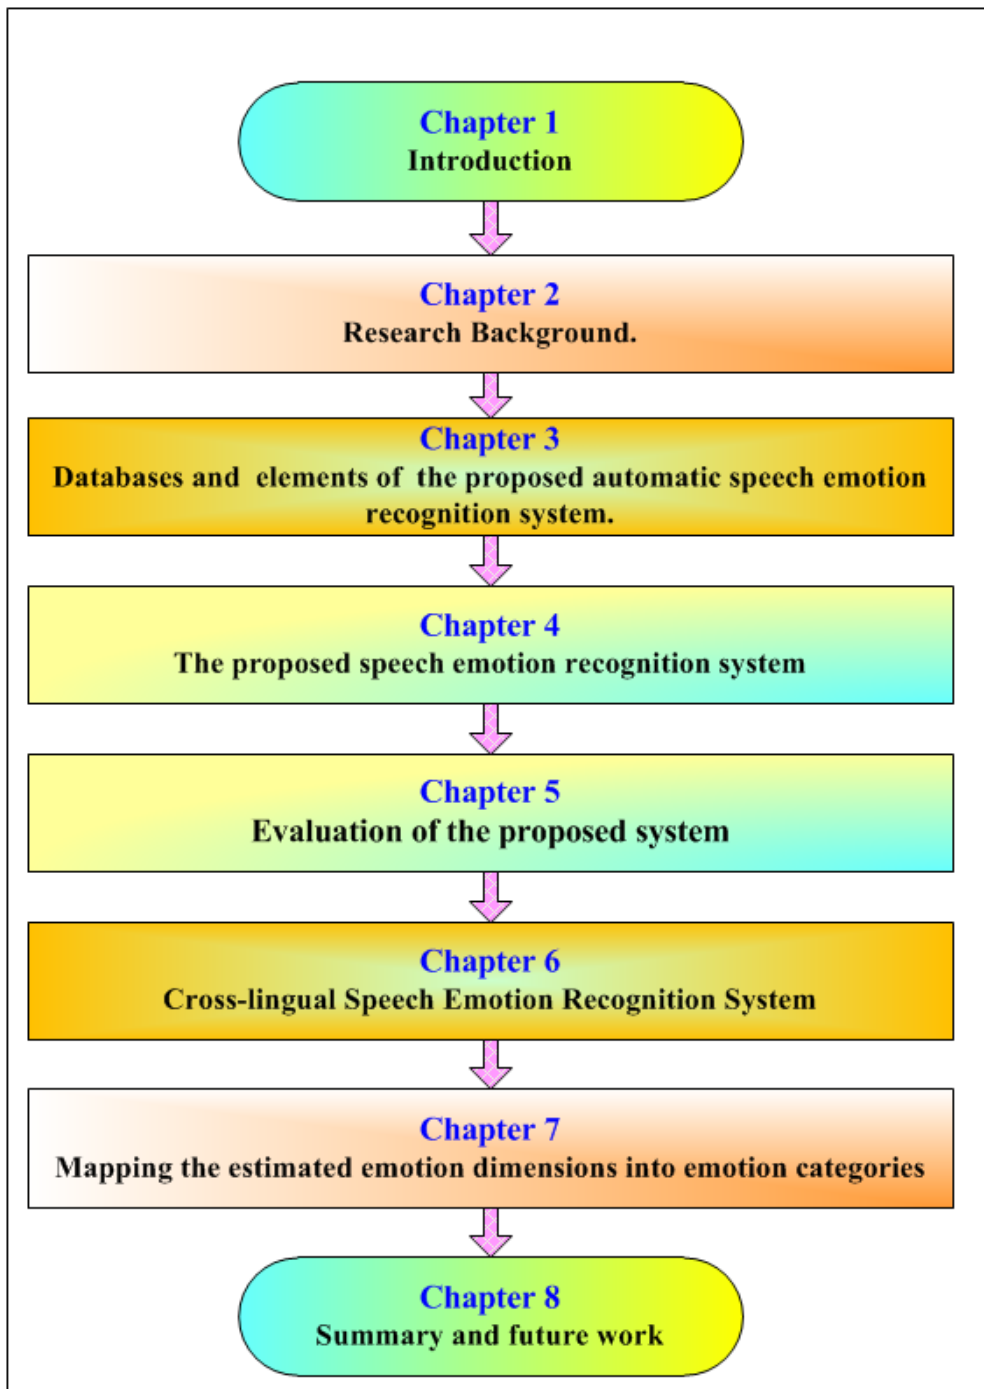 Chapter 1
Introduction
Chapter 2
Research Background.
Chapter 3
Databases and elements of the proposed automatic speech emotion
recognition system.
Chapter 4
The proposed speech emotion recognition system
Chapter 5
Evaluation of the proposed system
Chapter 6
Cross-lingual Speech Emotion Recognition System
Chapter 7
Mapping the estimated emotion dimensions into emotion categories
Chapter 8
Summary and future work